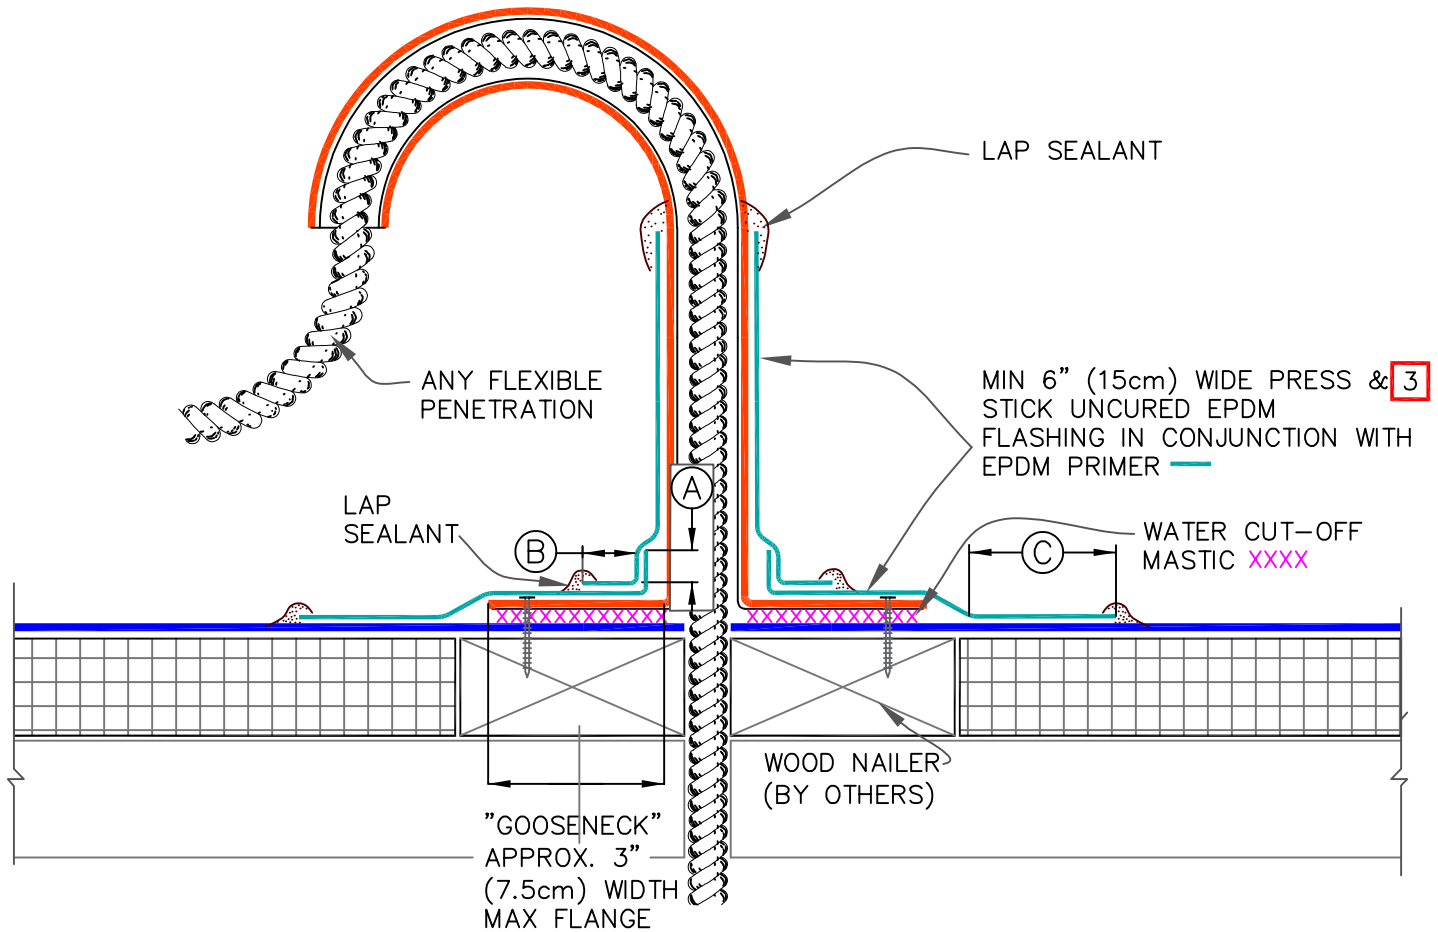 LAP SEALANT
ANY FLEXIBLE
PENETRATION
MIN 6” (15cm) WIDE PRESS & 3
STICK UNCURED EPDM
FLASHING IN CONJUNCTION WITH
EPDM PRIMER
A
LAP
SEALANT
B
C
WATER CUT-OFF
MASTIC XXXX
WOOD NAILER
(BY OTHERS)
”GOOSENECK”
APPROX. 3”
(7.5cm) WIDTH
MAX FLANGE